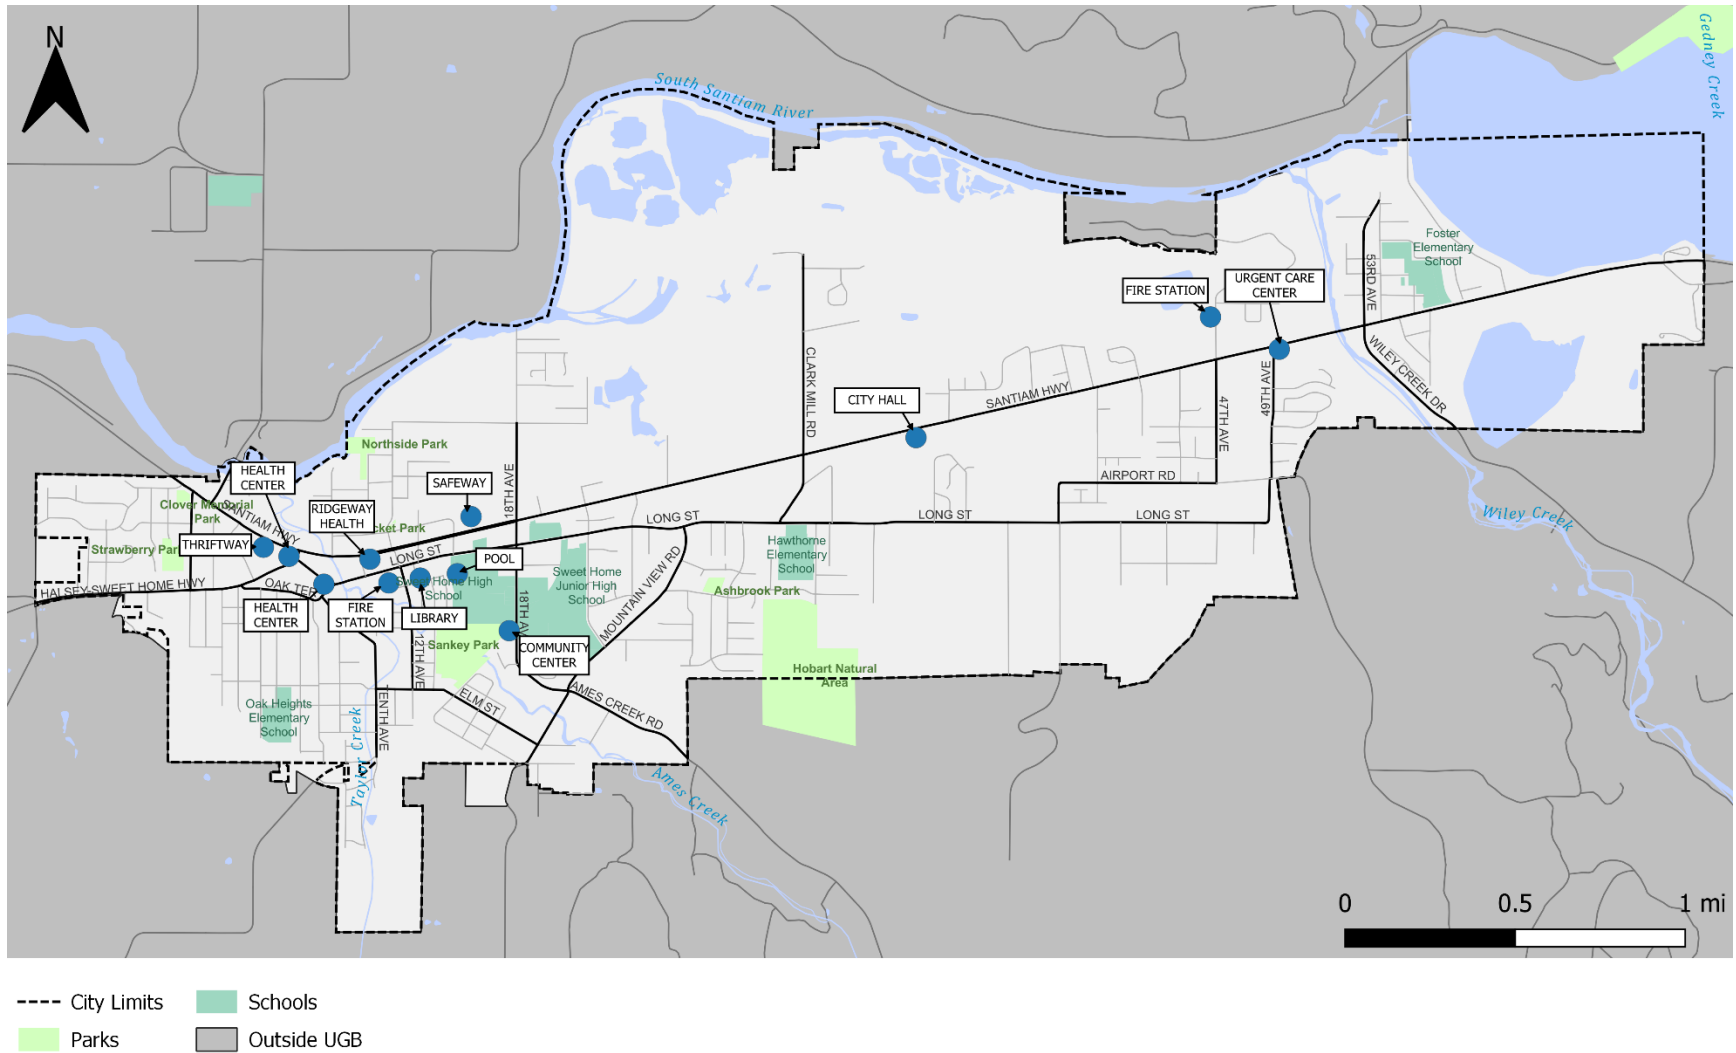 N
South Santiam River
Gedney Creek
Foster
Elementary
School
53RD AVE
URGENT CARE
CENTER
FIRE STATION
WILEY CREEK DR
CLARK MILL RD
SANTIAM HWY
CITY HALL
47TH AVE
49TH AVE
Northside Park
HEALTH
CENTER
SAFEWAY
18TH AVE
AIRPORT RD
Clover Memorial
Park
SANTIAM HWY
RIDGEWAY
HEALTH
cket Park
LONG ST
LONG ST
LONG ST
Wiley Creek
THRIFTWAY
Strawberry Par
LONG ST
POOL
Hawthorne
Elementary
School
HALSEY-SWEET HOME HWY
OAK TER
Sweet Home High
School
Sweet Home
Junior High
School
MOUNTAIN VIEW RD
Ashbrook Park
HEALTH
CENTER
FIRE
STATION
LIBRARY
18TH AV
12TH AVE
Sankey Park
COMMUNITY
CENTER
Hobart Natural
Area
Oak Heights
Elementary
School
TENTH AVE
ELM ST
AMES CREEK RD
Taylor Creek
Ames Creek
0 0.5 1 mi
City Limits
Schools
Parks
Outside UGB